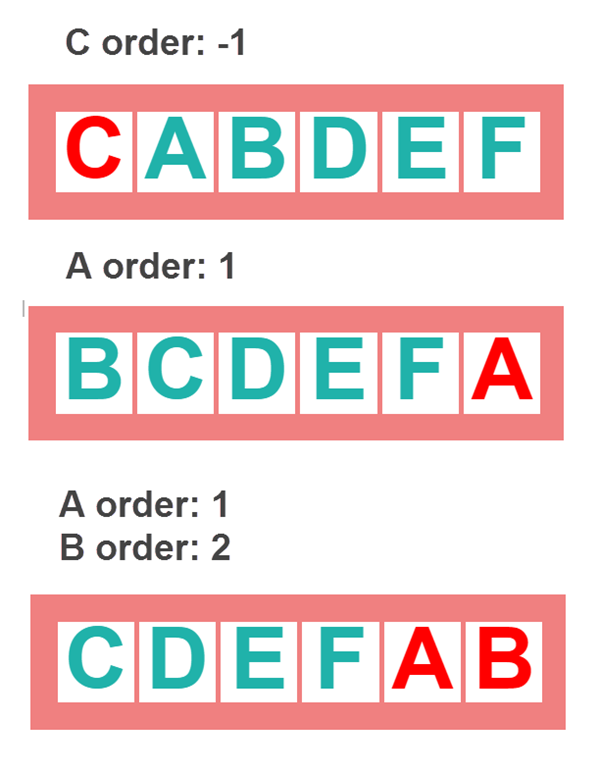 C order: -1
C A B D E F
A order: 1
B C D E F A
A order: 1
B order: 2
C D E F A B